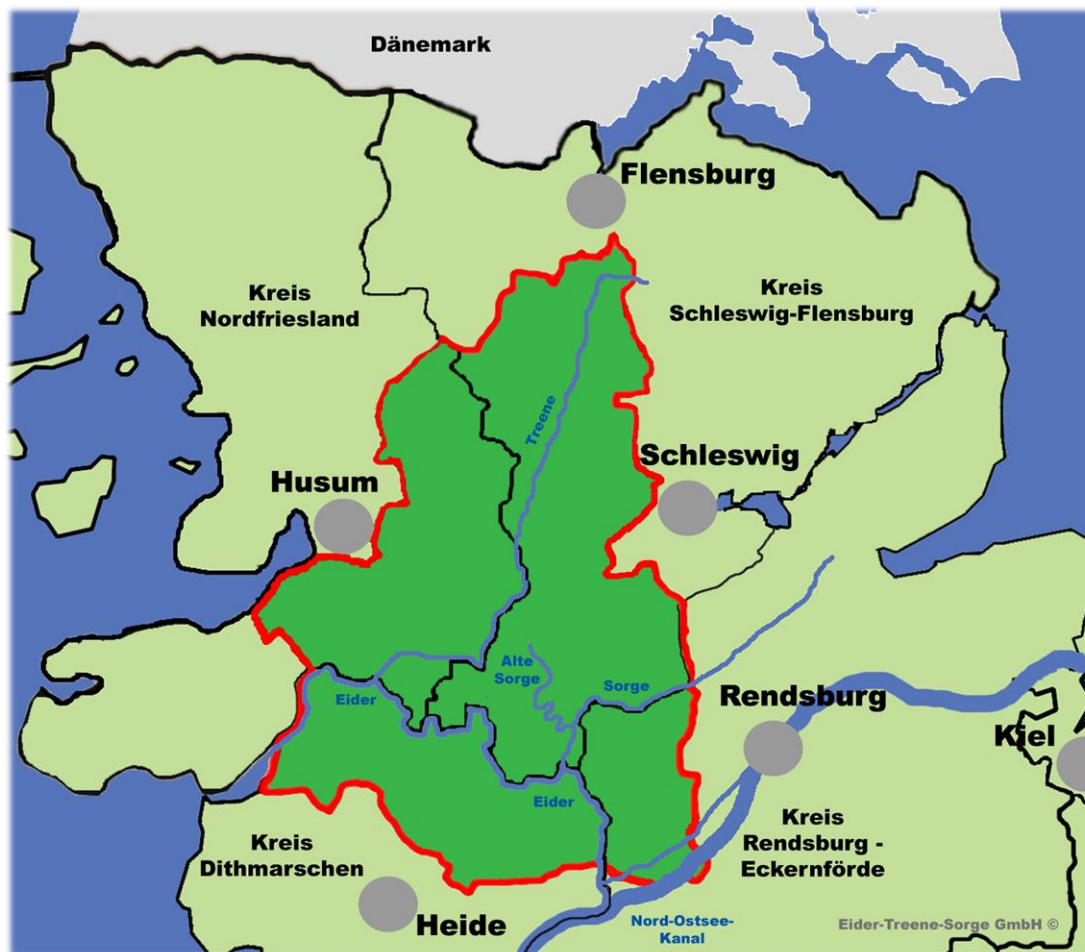 Dänemark
Flensburg
Kreis
Nordfriesland
Kreis
Schleswig-Flensburg
Treene
Husum
Schleswig
Alte
Sorge
Sorge
Eider
Rendsburg
Kiel
Eider
Kreis
Dithmarschen
Kreis
Rendsburg -
Eckernförde
Heide
Nord-Ostsee-
Kanal
Eider-Treene-Sorge GmbH ©